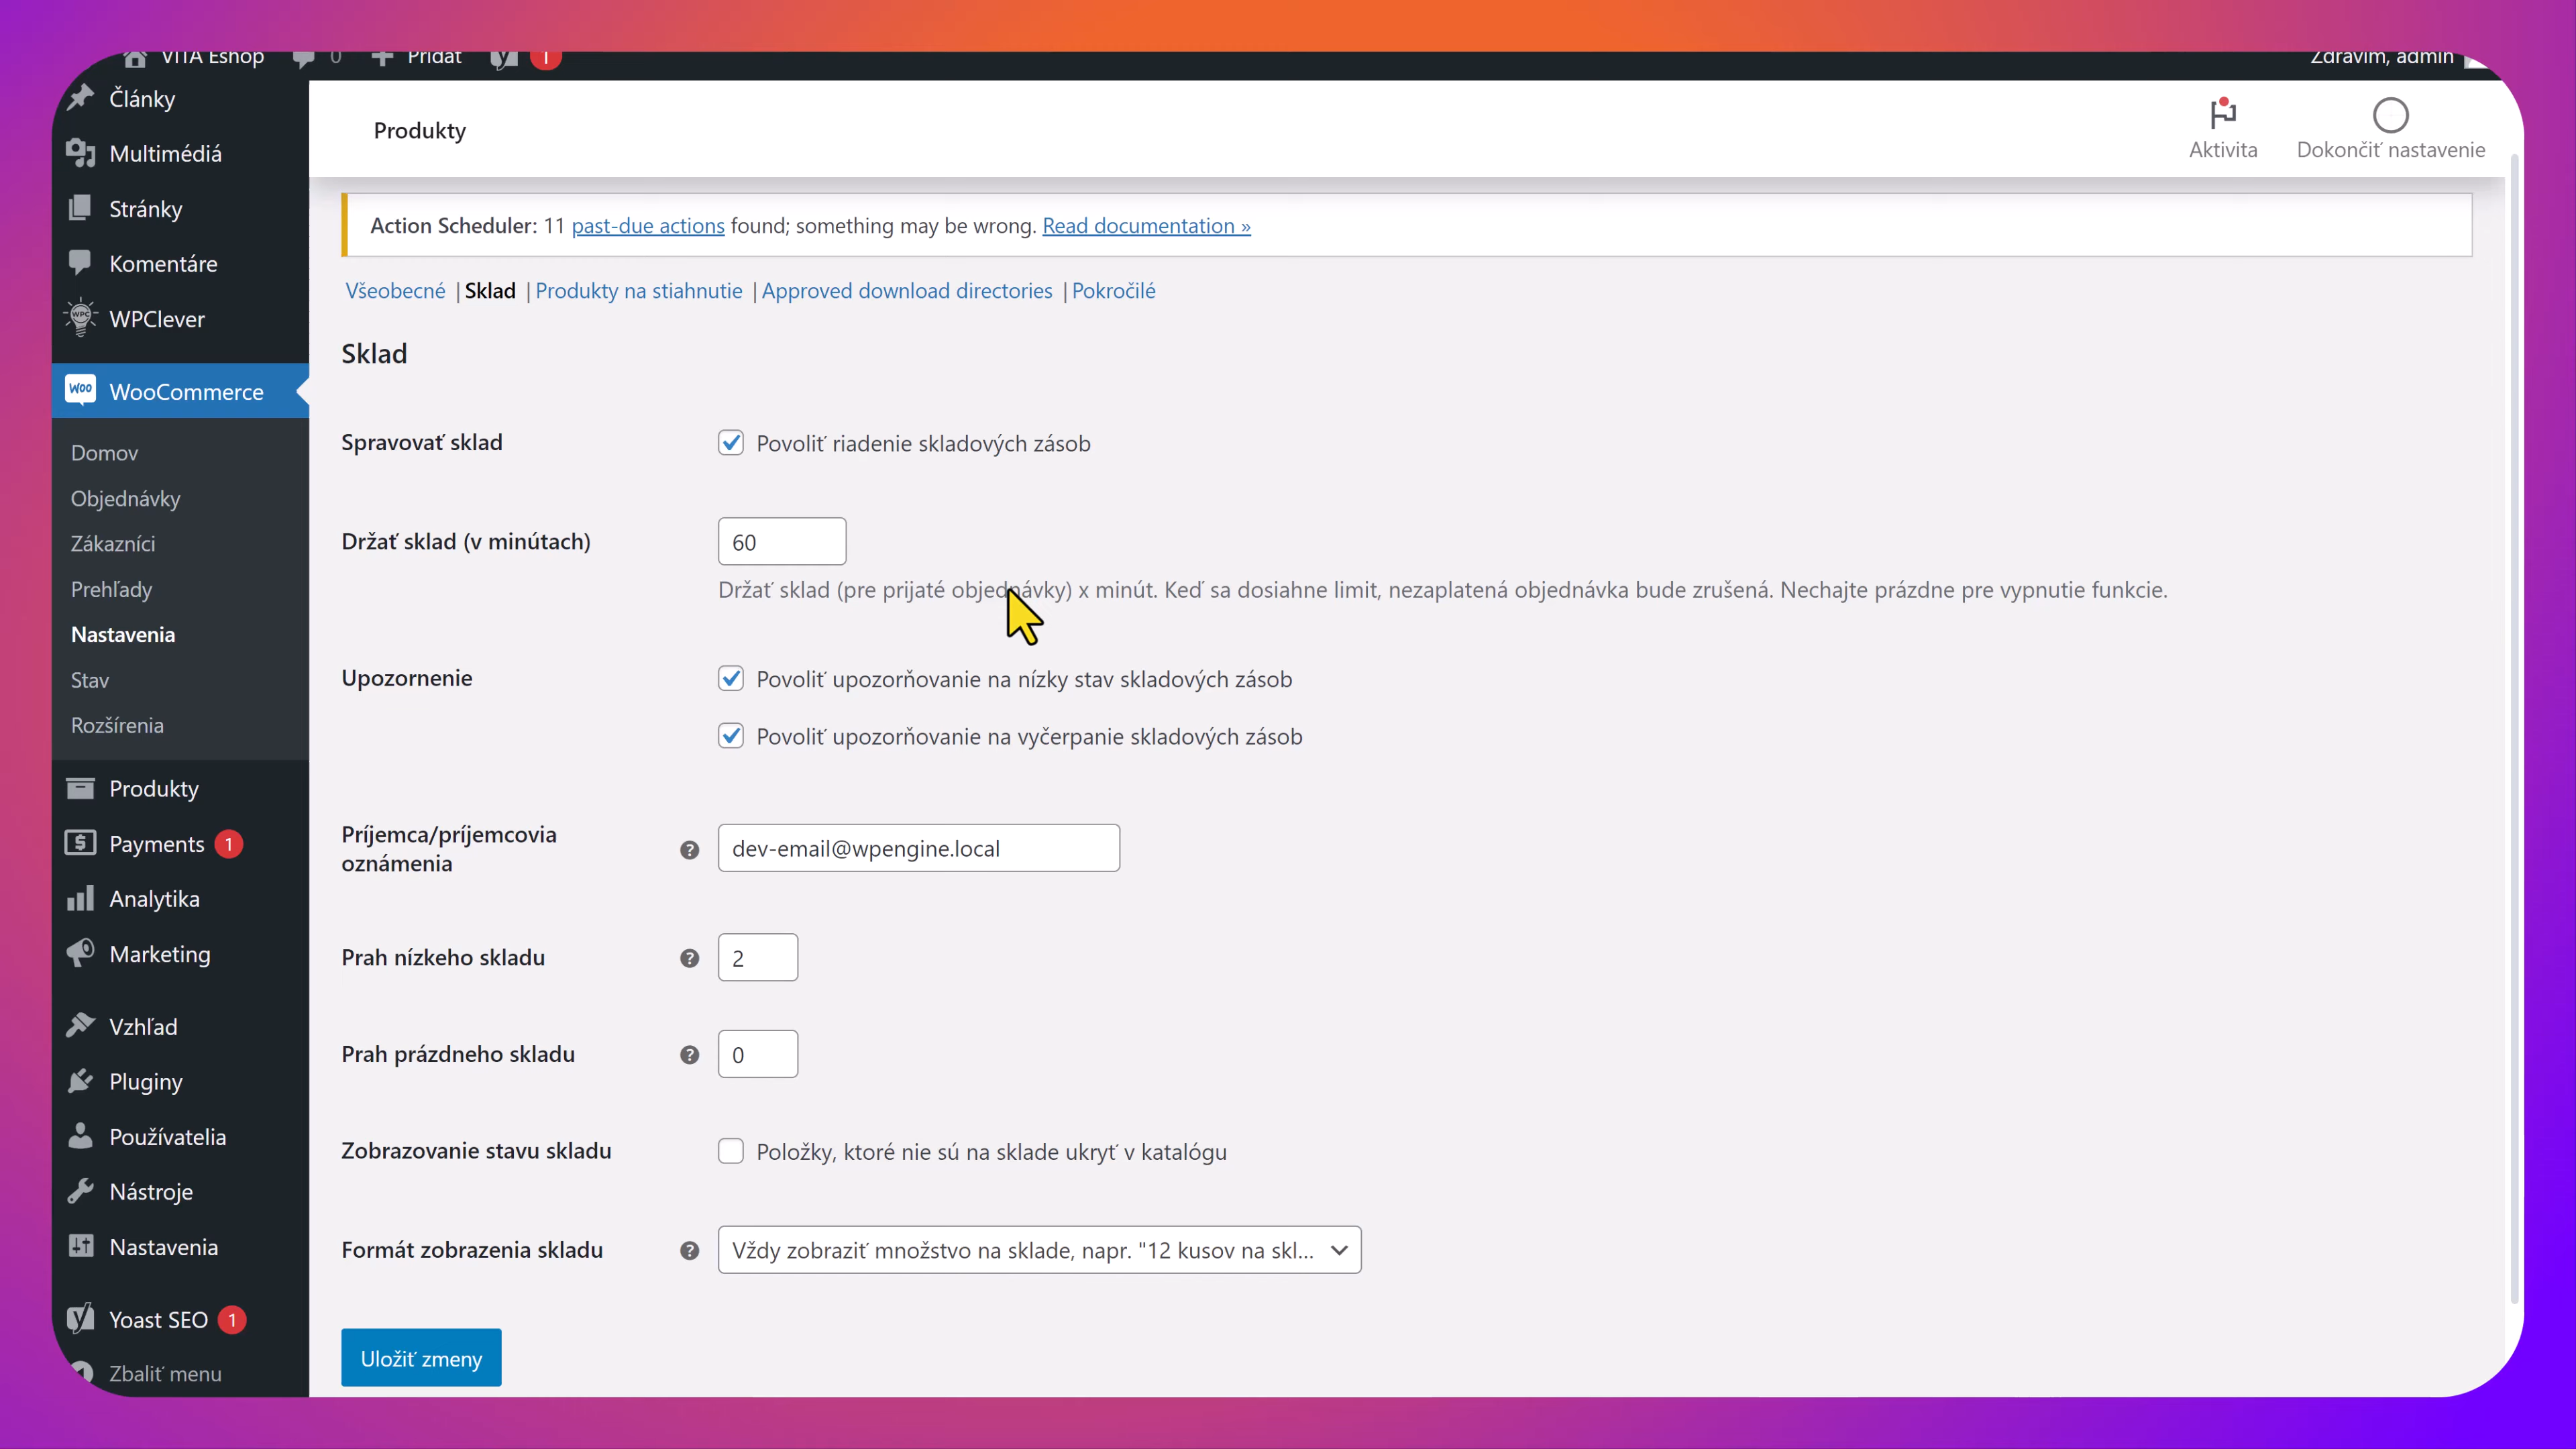 VITA Eshop 0 Pridať 1 Zdravím, admin
Články
Multimédiá
Stránky
Komentáre
WPClever
WooCommerce
Domov
Objednávky
Zákazníci
Prehľady
Nastavenia
Stav
Rozšírenia
Produkty
Payments 1
Analytika
Marketing
Vzhľad
Pluginy
Používatelia
Nástroje
Nastavenia
Yoast SEO 1
Zbaliť menu
Produkty
Aktivita
Dokončiť nastavenie
Action Scheduler: 11 past-due actions found; something may be wrong. Read documentation »
Všeobecné | Sklad | Produkty na stiahnutie | Approved download directories | Pokročilé
Sklad
Spravovať sklad Povoliť riadenie skladových zásob
Držať sklad (v minútach) 60
Držať sklad (pre prijaté objednávky) x minút. Keď sa dosiahne limit, nezaplatená objednávka bude zrušená. Nechajte prázdne pre vypnutie funkcie.
Upozornenie Povoliť upozorňovanie na nízky stav skladových zásob
Povoliť upozorňovanie na vyčerpanie skladových zásob
Príjemca/príjemcovia
oznámenia
? dev-email@wpengine.local
Prah nízkeho skladu ? 2
Prah prázdneho skladu ? 0
Zobrazovanie stavu skladu Položky, ktoré nie sú na sklade ukryť v katalógu
Formát zobrazenia skladu ? Vždy zobraziť množstvo na sklade, napr. "12 kusov na skl...
Uložiť zmeny